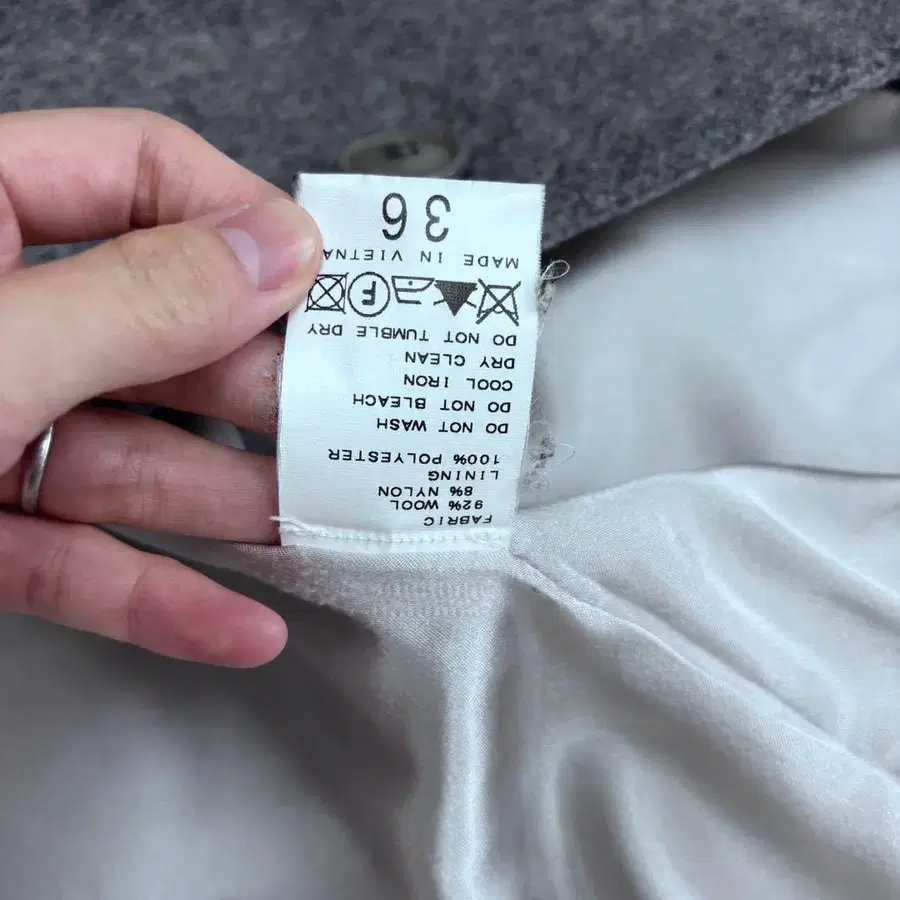 FABRIC
92% WOOL
8% NYLON
LINING
100% POLYESTER
DO NOT WASH
DO NOT BLEACH
COOL IRON
DRY CLEAN
DO NOT TUMBLE DRY
F
MADE IN VIETNA
36